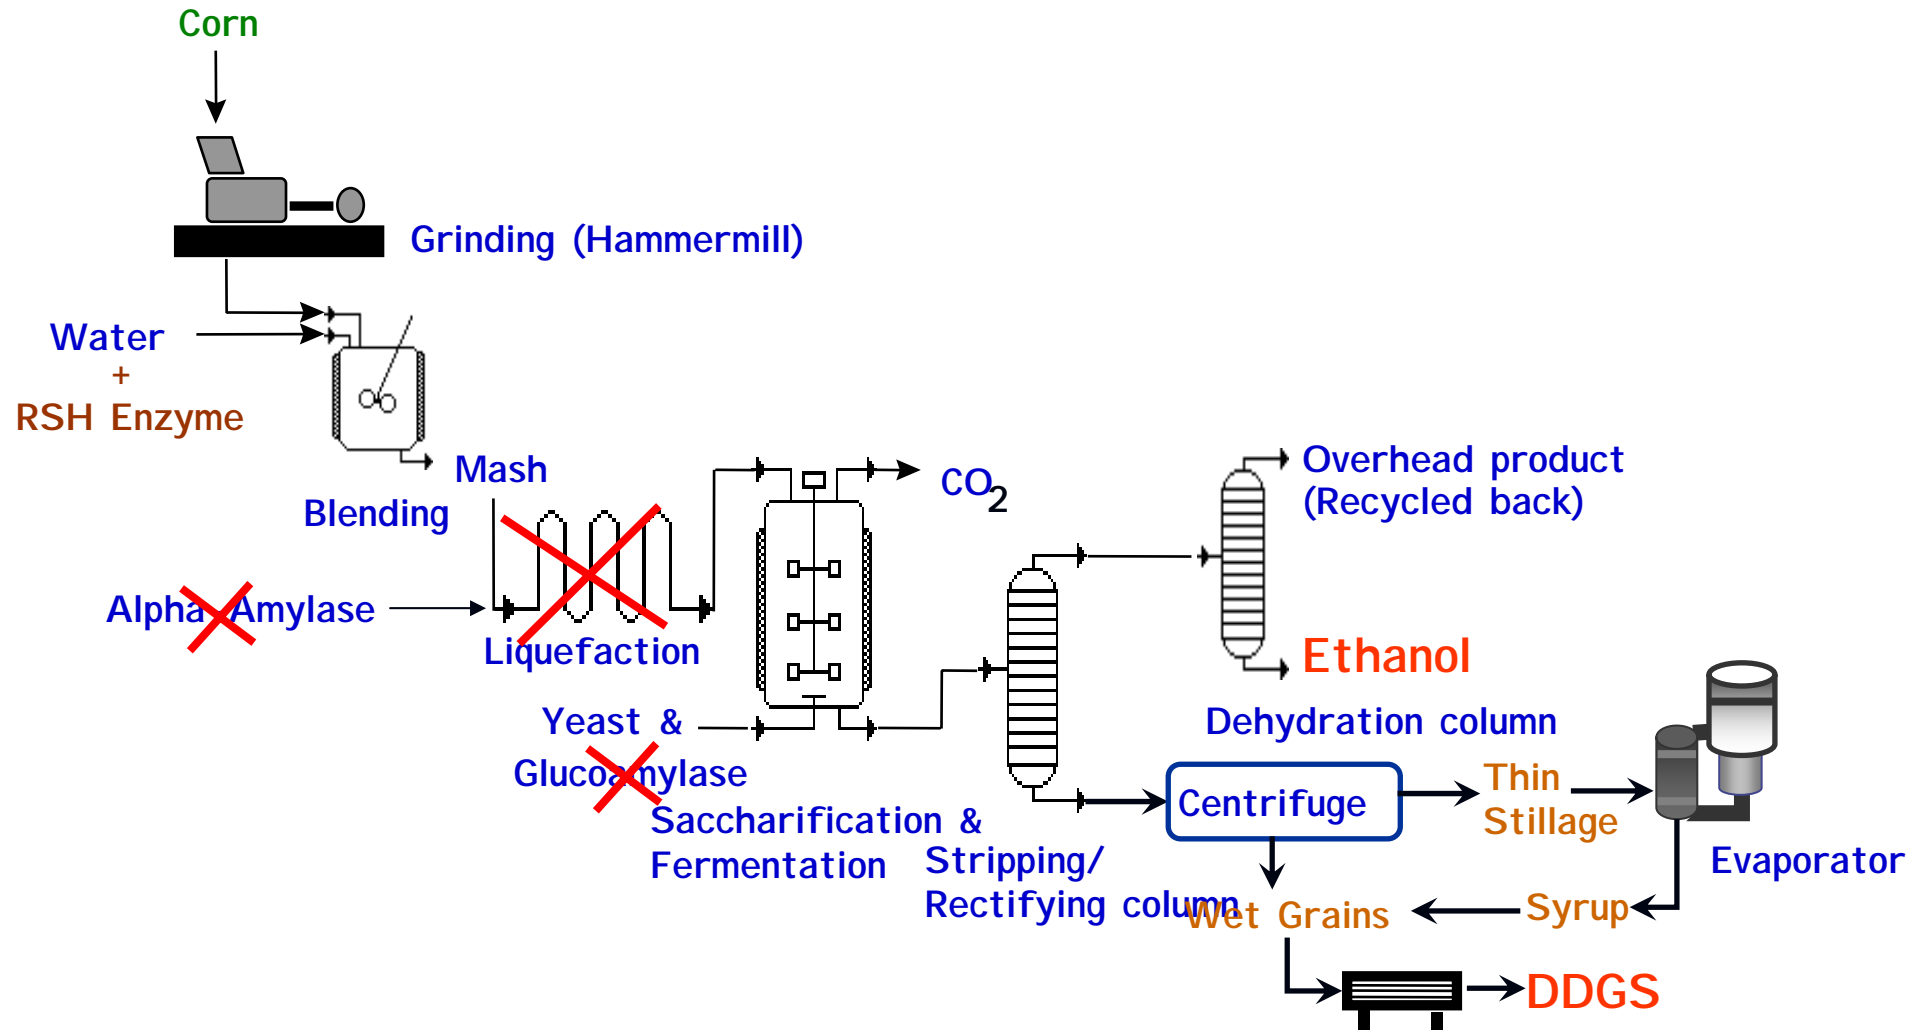 Corn
Grinding (Hammermill)
Water
+
RSH Enzyme
Mash
Blending
Alpha-Amylase
Liquefaction
CO2
Yeast &
Glucoamylase
Saccharification &
Fermentation
Stripping/
Rectifying column
Overhead product
(Recycled back)
Ethanol
Dehydration column
Centrifuge
Thin
Stillage
Evaporator
Syrup
Wet Grains
DDGS